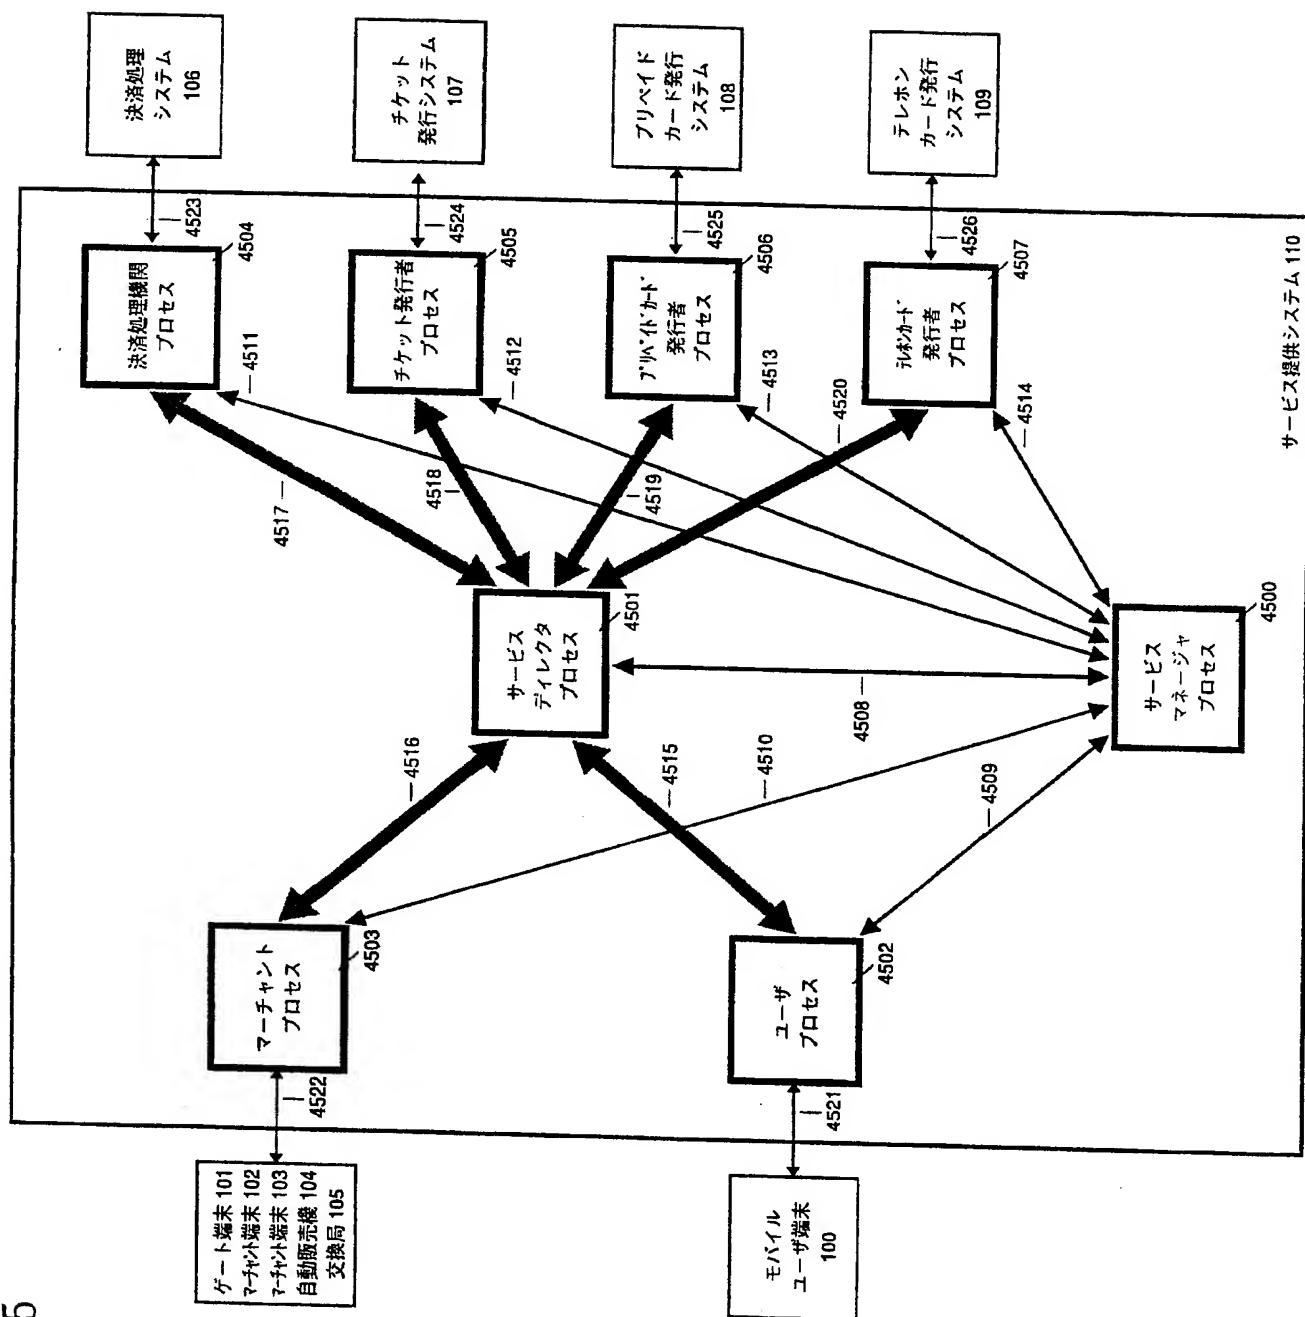 決済処理
システム
106
チケット
発行システム
107
プリペイド
カード発行
システム
108
テレホン
カード発行
システム
109
4523
4524
4525
4526
決済処理機関
プロセス
4504
チケット発行者
プロセス
4505
プリペイドカード
発行者
プロセス
4506
テレホンカード
発行者
プロセス
4507
4511
4512
4513
4520
4514
4517
4518
4519
サービス
ディレクタ
プロセス
4501
サービス
マネージャ
プロセス
4500
4508
4516
4515
4510
4509
マーチャント
プロセス
4503
ユーザ
プロセス
4502
4522
4521
ゲート端末 101
マーチャント端末 102
マーチャント端末 103
自動販売機 104
交換局 105
モバイル
ユーザ端末
100
サービス提供システム 110